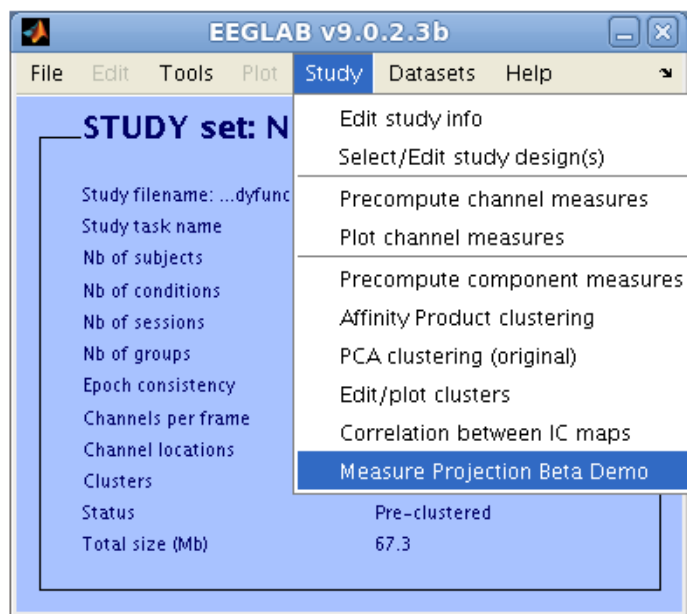 EEGLAB v9.0.2.3b
File Edit Tools Plot Study Datasets Help
STUDY set: N
Edit study info
Select/Edit study design(s)
Precompute channel measures
Plot channel measures
Precompute component measures
Affinity Product clustering
PCA clustering (original)
Edit/plot clusters
Correlation between IC maps
Measure Projection Beta Demo
Study filename: ...dyfunc
Study task name
Nb of subjects
Nb of conditions
Nb of sessions
Nb of groups
Epoch consistency
Channels per frame
Channel locations
Clusters
Status Pre-clustered
Total size (Mb) 67.3